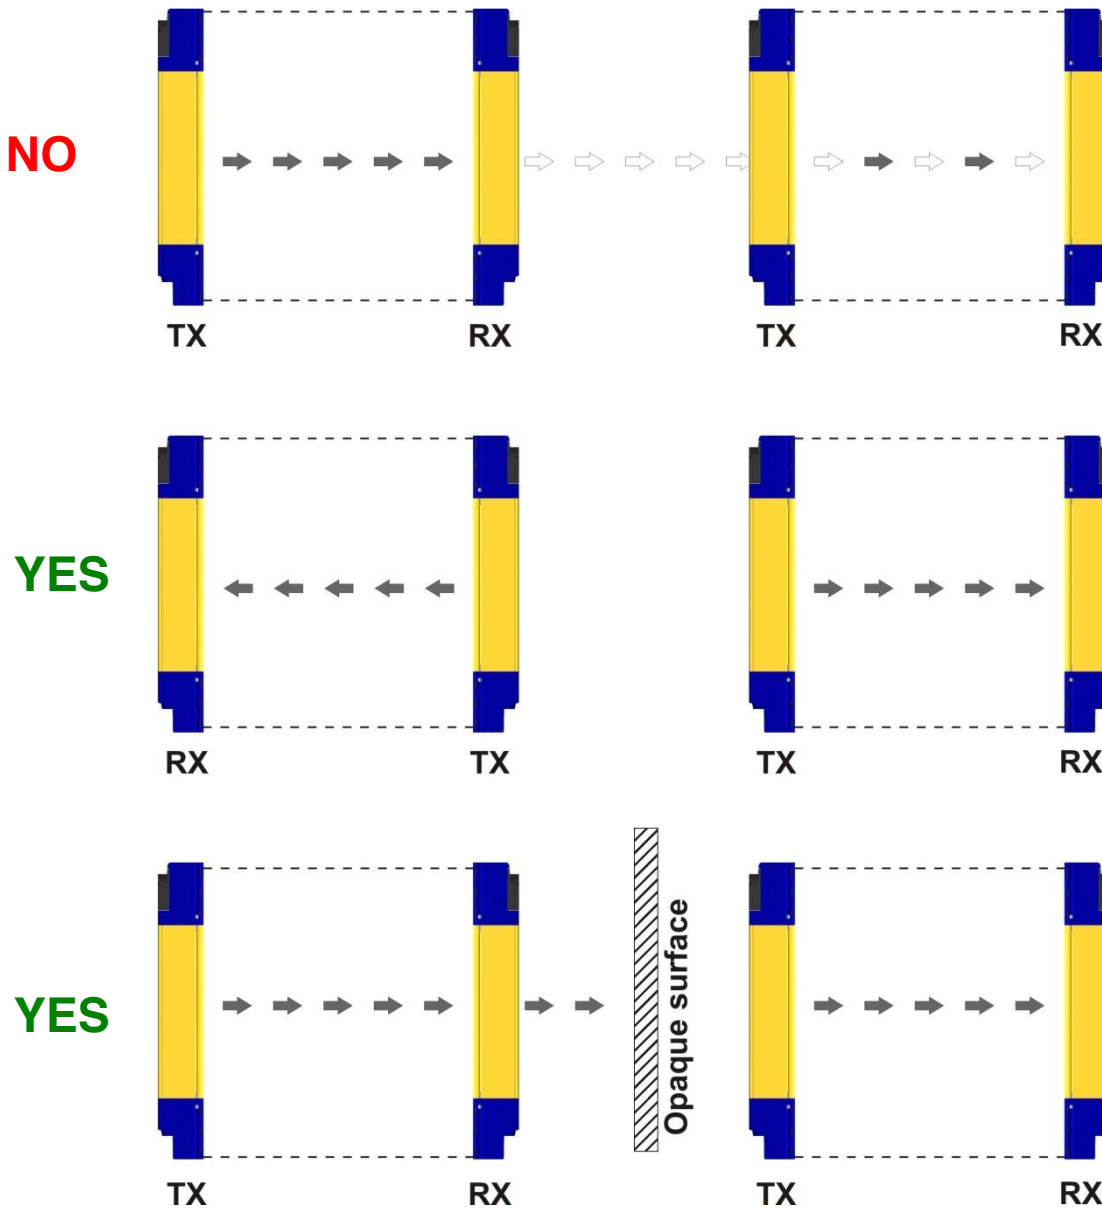 NO
TX RX TX RX
YES
RX TX TX RX
YES
Opaque surface
TX RX TX RX